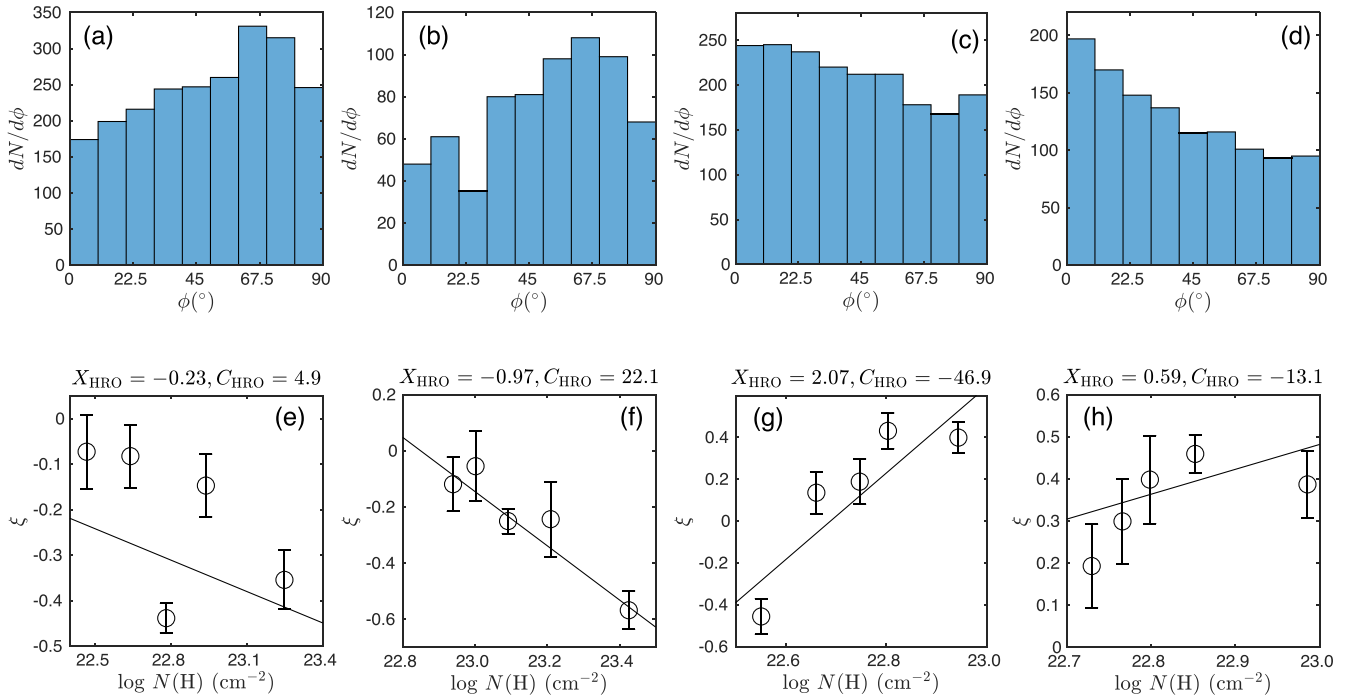 (a)
350
300
250
200
150
100
50
0
dN/dϕ
0 22.5 45 67.5 90
ϕ(°)
(b)
120
100
80
60
40
20
0
dN/dϕ
0 22.5 45 67.5 90
ϕ(°)
(c)
250
200
150
100
50
0
dN/dϕ
0 22.5 45 67.5 90
ϕ(°)
(d)
200
150
100
50
0
dN/dϕ
0 22.5 45 67.5 90
ϕ(°)
X_HRO = −0.23, C_HRO = 4.9
(e)
0
-0.1
-0.2
-0.3
-0.4
-0.5
ξ
22.5 22.8 23.1 23.4
log N(H) (cm⁻²)
X_HRO = −0.97, C_HRO = 22.1
(f)
0.2
0
-0.2
-0.4
-0.6
ξ
22.8 23.0 23.2 23.4
log N(H) (cm⁻²)
X_HRO = 2.07, C_HRO = −46.9
(g)
0.4
0.2
0
-0.2
-0.4
-0.6
ξ
22.6 22.8 23.0
log N(H) (cm⁻²)
X_HRO = 0.59, C_HRO = −13.1
(h)
0.6
0.5
0.4
0.3
0.2
0.1
0
ξ
22.7 22.8 22.9 23.0
log N(H) (cm⁻²)